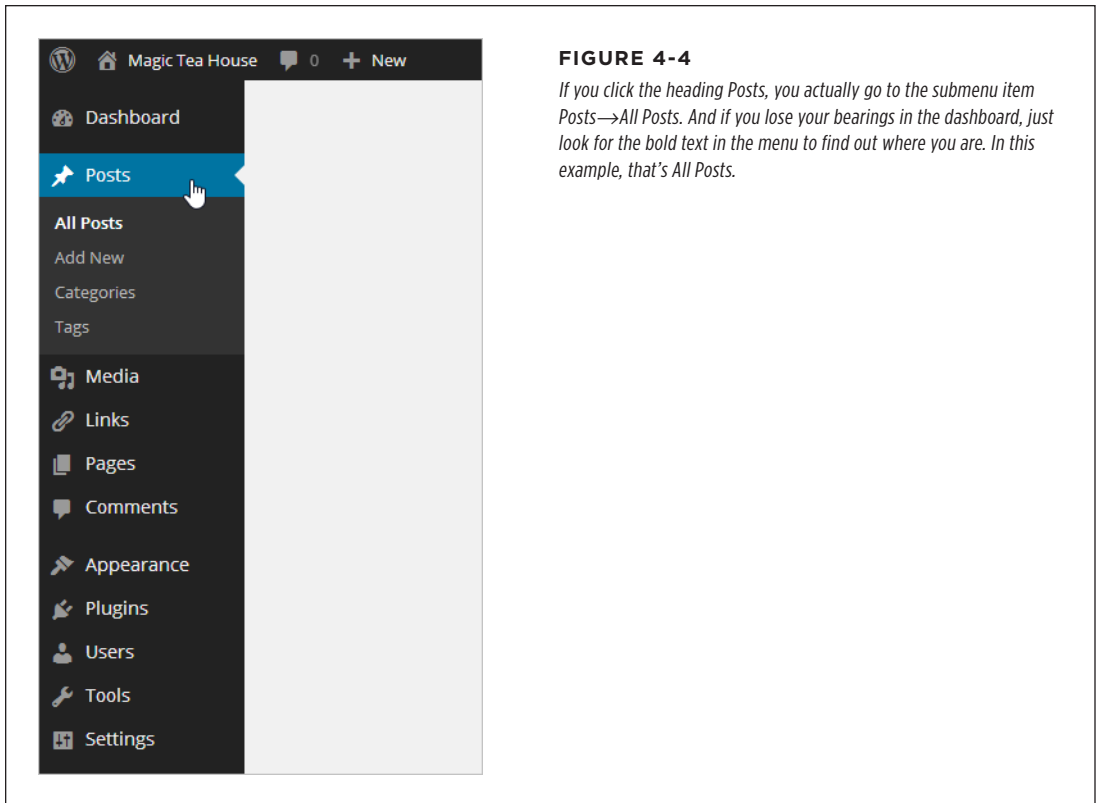 Magic Tea House 0 + New
Dashboard
Posts
All Posts
Add New
Categories
Tags
Media
Links
Pages
Comments
Appearance
Plugins
Users
Tools
Settings
FIGURE 4-4
If you click the heading Posts, you actually go to the submenu item
Posts→All Posts. And if you lose your bearings in the dashboard, just
look for the bold text in the menu to find out where you are. In this
example, that’s All Posts.